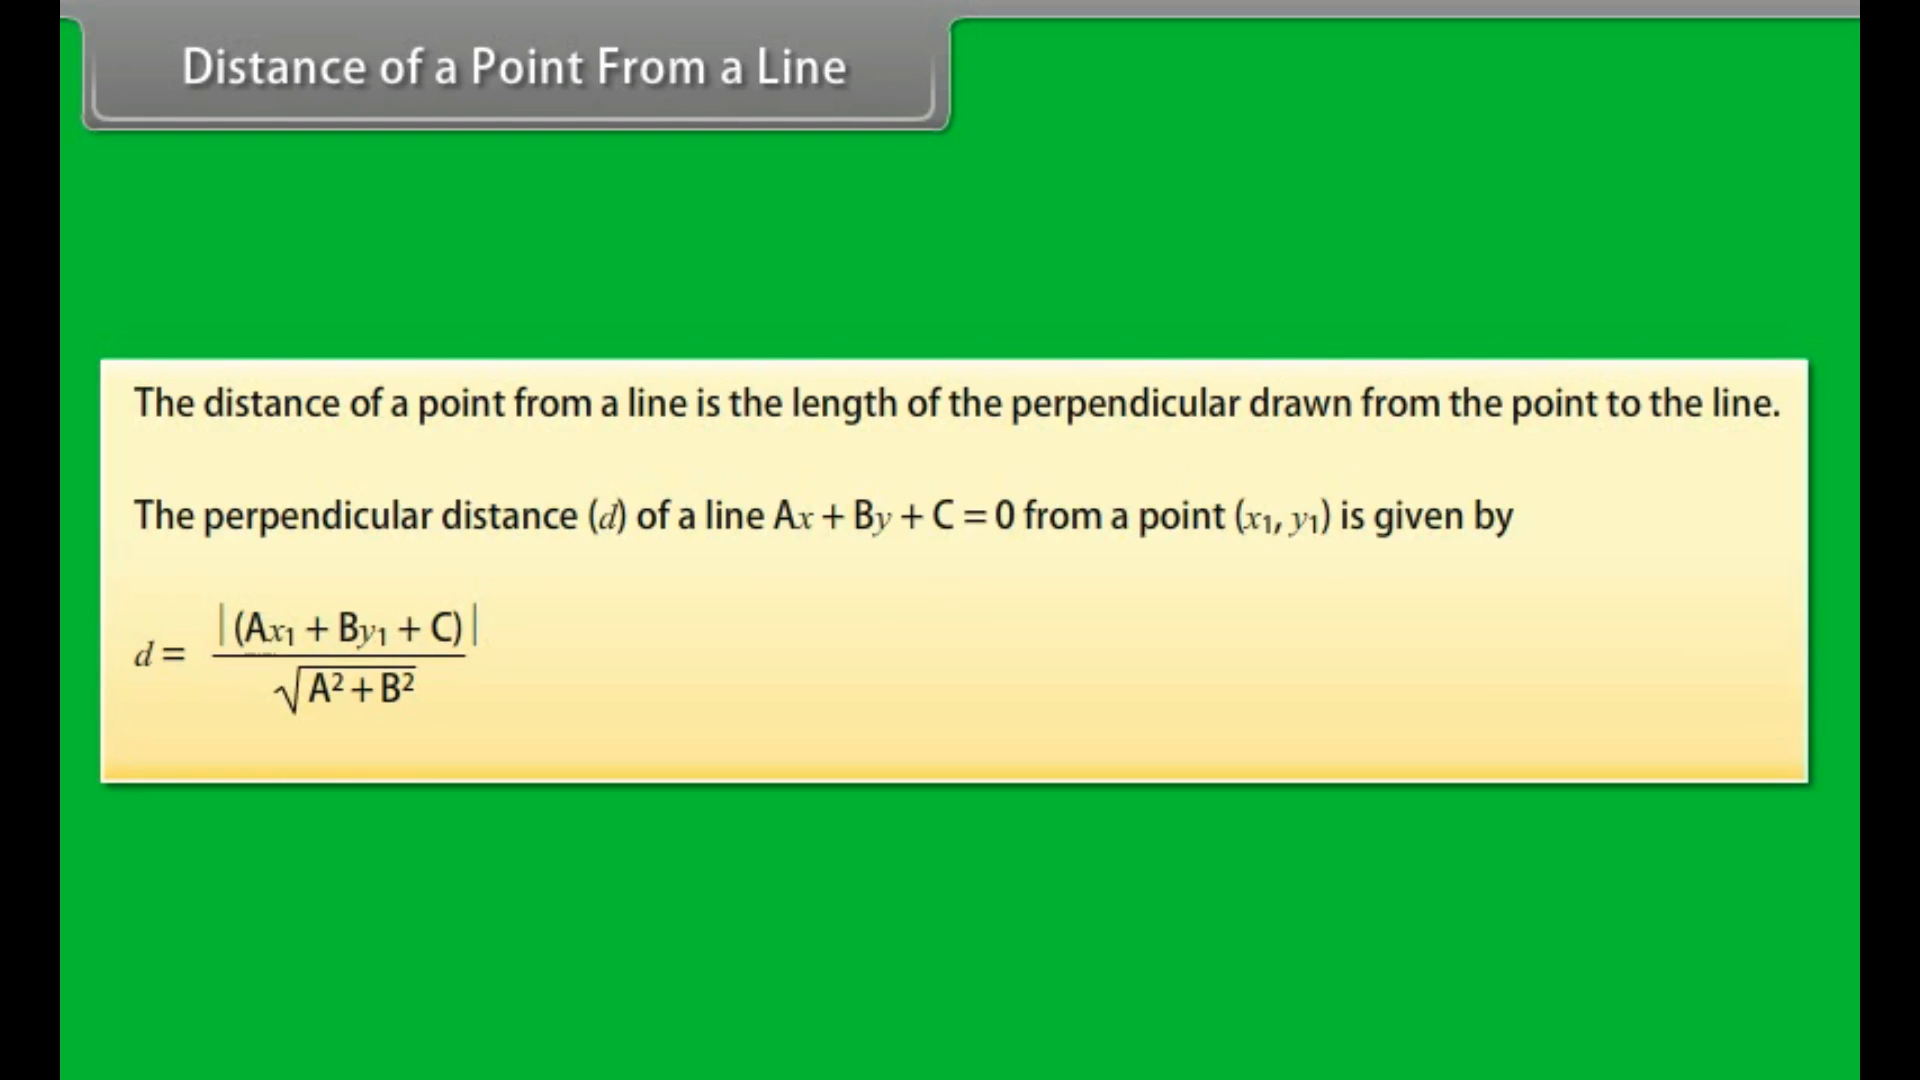 Distance of a Point From a Line
The distance of a point from a line is the length of the perpendicular drawn from the point to the line.
The perpendicular distance (d) of a line Ax + By + C = 0 from a point (x₁, y₁) is given by
d = |(Ax₁ + By₁ + C)| / √(A² + B²)